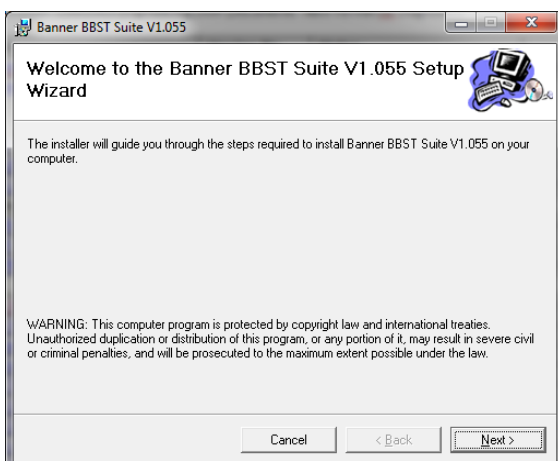 Banner BBST Suite V1.055
Welcome to the Banner BBST Suite V1.055 Setup
Wizard
The installer will guide you through the steps required to install Banner BBST Suite V1.055 on your
computer.
WARNING: This computer program is protected by copyright law and international treaties.
Unauthorized duplication or distribution of this program, or any portion of it, may result in severe civil
or criminal penalties, and will be prosecuted to the maximum extent possible under the law.
Cancel
< Back
Next >